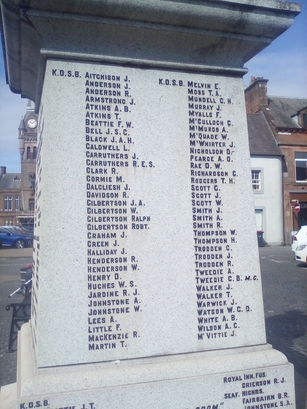 K.O.S.B. AITCHISON J.
ANDERSON J.
ANDERSON R.
ARMSTRONG J.
ATKINS A.B.
ATKINS T.
BEATTIE F.W.
BELL J.S.C.
BLACK J.A.H.
CALDWELL L.
CARRUTHERS J.
CARRUTHERS R.E.S.
CLARK R.
CORMIE M.
DALGLIESH J.
DAVIDSON R.
GILBERTSON J.A.
GILBERTSON W.
GILBERTSON RALPH
GILBERTSON ROBT.
GRAHAM J.
GREEN J.
HALLIDAY J.
HENDERSON R.
HENDERSON W.
HENRY D.
HUGHES W.S.
JARDINE R.J.
JOHNSTONE A.
JOHNSTONE W.
LEES A.
LITTLE F.
MACKENZIE R.
MARTIN T.
K.O.S.B. MELVIN E.
MOSS T.A.
MUNDELL C.H.
MURRAY J.
MYALLS F.
M'CULLOCH C.
M'MURDO A.
M'QUADE W.
M'WHIRTER J.
NICHOLSON D.
PEARCE A.D.
RAE D.W.
RICHARDSON C.
RODGERS T.H.
SCOTT G.
SCOTT J.
SCOTT W.
SMITH J.
SMITH A.
SMITH R.
THOMPSON W.
THOMPSON H.
TRODDEN C.
TRODDEN J.
TRODDEN R.
TWEEDIE A.
TWEEDIE C.B. M.C.
WALKER J.
WALKER T.
WARWICK J.
WATSON W.C.D.
WHITE A.B.
WILSON A.C.
M'VITTIE J.
K.O.S.B.
J.T.
ROYAL INN. FUS.
GRIERSON R.J.
SEAF. HIGHRS.
FAIRBAIRN G.R.
JOHNSTONE S.A.